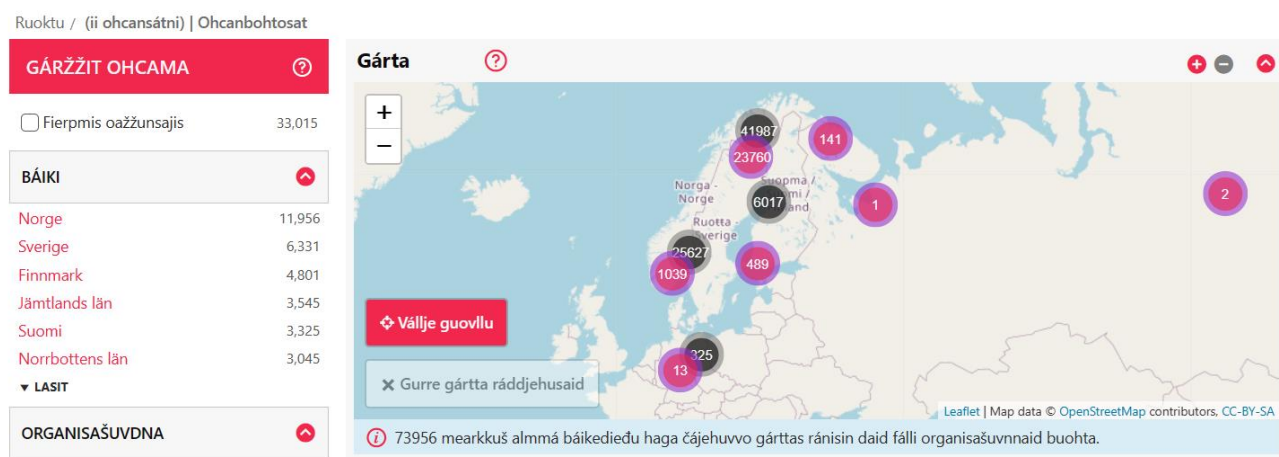 Ruoktu / (ii ohcansátni) | Ohcanbohtosat
GÁRŽŽIT OHCAMA
Fierpmis oažžunsajis 33,015
BÁIKI
Norge 11,956
Sverige 6,331
Finnmark 4,801
Jämtlands län 3,545
Suomi 3,325
Norrbottens län 3,045
▾ LASIT
ORGANISAŠUVDNA
Gárta
+
−
41987
141
23760
Norga -
Norge
Suopma /
6017
Ruotta -
Sverige
1
2
25627
1039
489
325
13
Vállje guovllu
Gurre gártta ráddjehusaid
Leaflet | Map data © OpenStreetMap contributors, CC-BY-SA
73956 mearkkuš almmá báikedieđu haga čájehuvvo gárttas ránisin daid fálli organisašuvnnaid buohta.